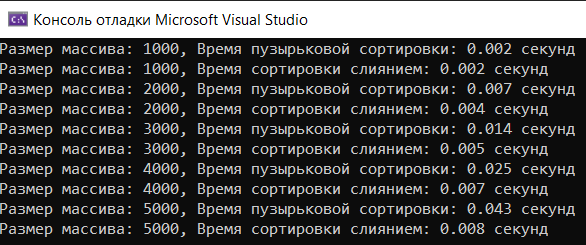 Консоль отладки Microsoft Visual Studio
Размер массива: 1000, Время пузырьковой сортировки: 0.002 секунд
Размер массива: 1000, Время сортировки слиянием: 0.002 секунд
Размер массива: 2000, Время пузырьковой сортировки: 0.007 секунд
Размер массива: 2000, Время сортировки слиянием: 0.004 секунд
Размер массива: 3000, Время пузырьковой сортировки: 0.014 секунд
Размер массива: 3000, Время сортировки слиянием: 0.005 секунд
Размер массива: 4000, Время пузырьковой сортировки: 0.025 секунд
Размер массива: 4000, Время сортировки слиянием: 0.007 секунд
Размер массива: 5000, Время пузырьковой сортировки: 0.043 секунд
Размер массива: 5000, Время сортировки слиянием: 0.008 секунд